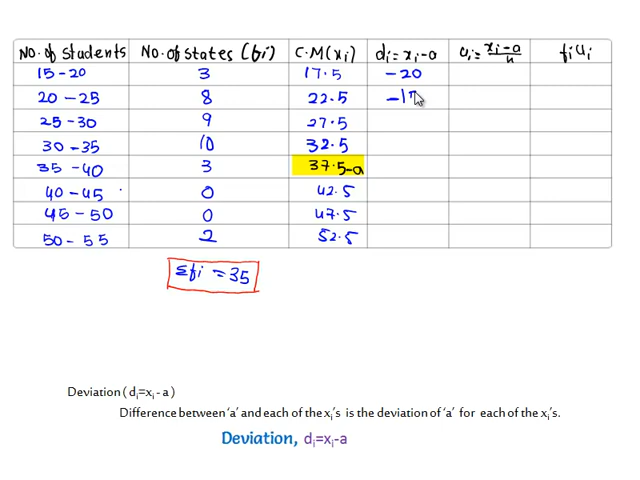 No. of students No. of states (fi) C.M (xi) di = xi - a ui = xi - a / h fi ui
15 - 20 3 17.5 -20
20 - 25 8 22.5
25 - 30 9 27.5
30 - 35 10 32.5
35 - 40 3 37.5 - a
40 - 45 0 42.5
45 - 50 0 47.5
50 - 55 2 52.5
Σfi = 35
Deviation ( di=xi - a )
Difference between 'a' and each of the xi's is the deviation of 'a' for each of the xi's.
Deviation, di=xi-a